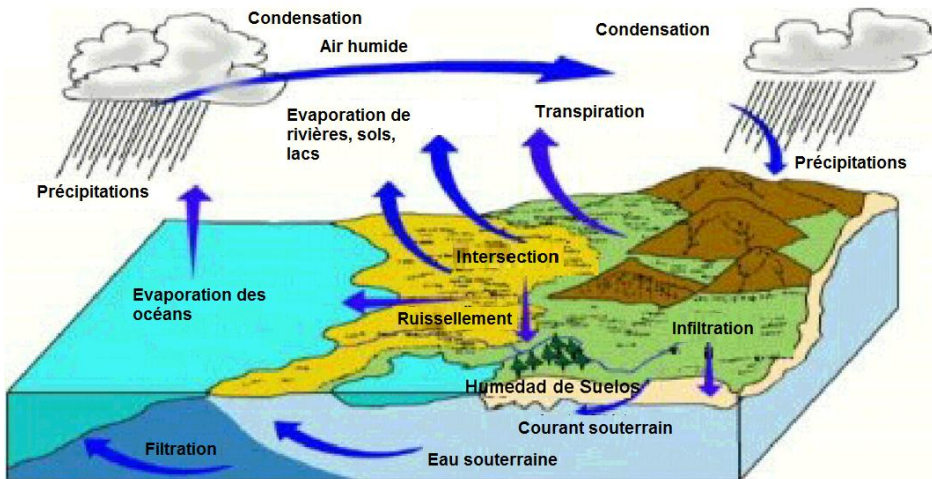 Condensation
Condensation
Air humide
Evaporation de
rivières, sols,
lacs
Transpiration
Précipitations
Précipitations
Intersection
Evaporation des
océans
Ruissellement
Infiltration
Humedad de Suelos
Courant souterrain
Filtration
Eau souterraine